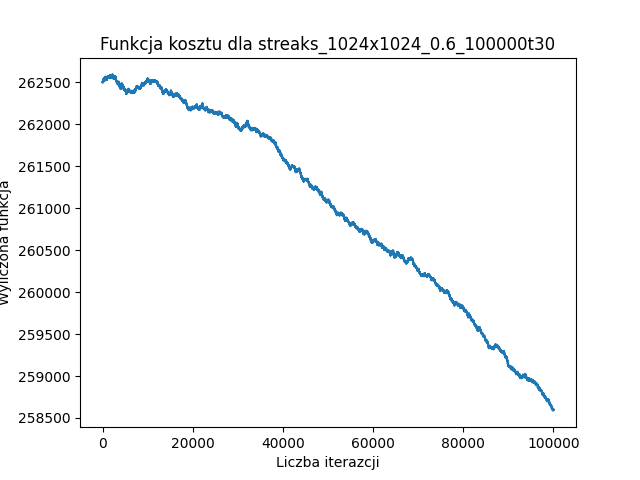 Funkcja kosztu dla streaks_1024x1024_0.6_100000t30
262500
262000
261500
261000
260500
260000
259500
259000
258500
Wyliczona funkcja
0 20000 40000 60000 80000 100000
Liczba iterazcji